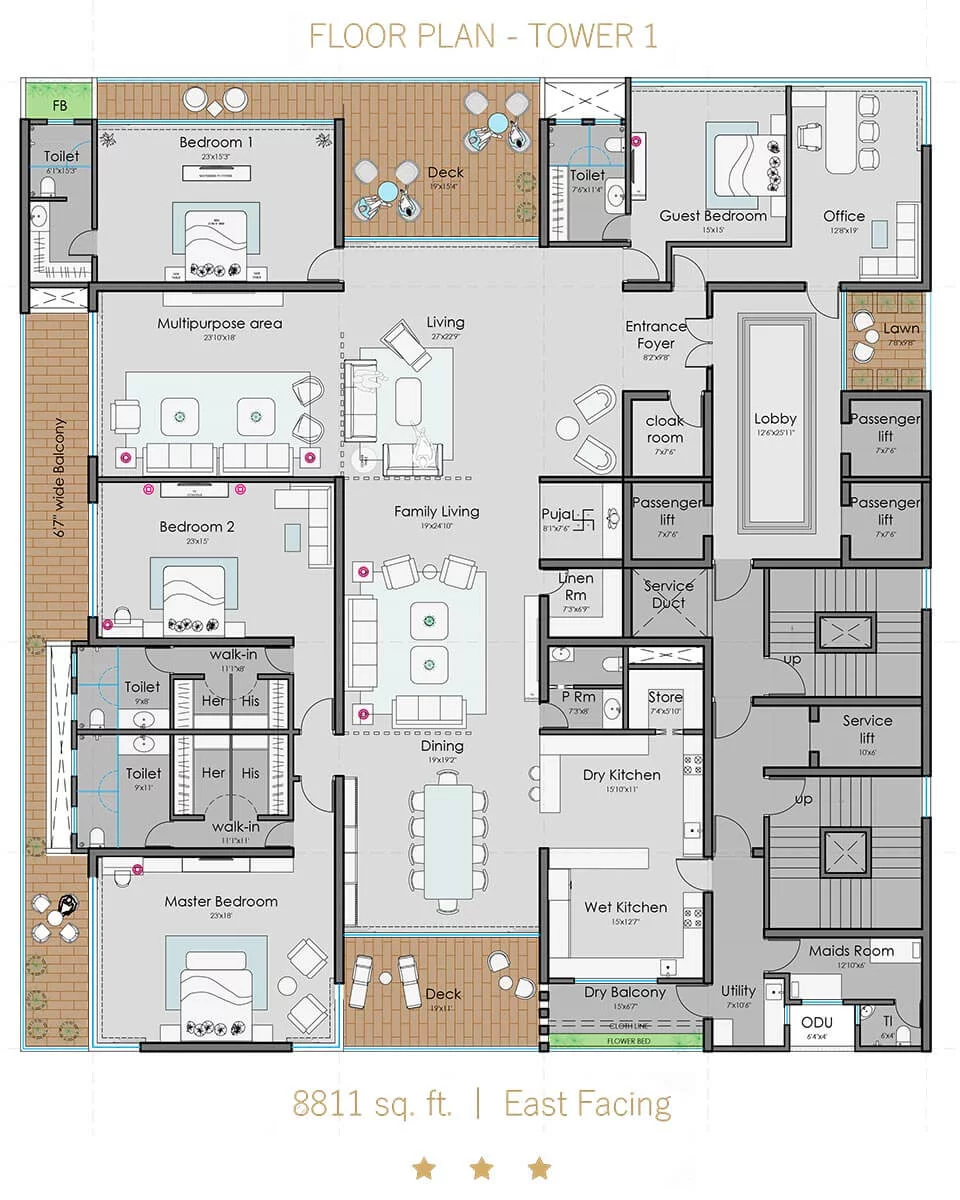 FLOOR PLAN - TOWER 1
FB
Toilet
6'1"x15'3"
Bedroom 1
23'x15'3"
Deck
19'x15'4"
Toilet
7'6"x11'4"
Guest Bedroom
15'x15'
Office
12'8"x19'
Multipurpose area
23'10"x18'
Living
27'x22'9"
Entrance
Foyer
8'2"x9'8"
Lawn
7'8"x9'8"
cloak
room
7'x7'6"
Lobby
12'6"x25'11"
Passenger
lift
7'x7'6"
6'7" wide Balcony
Bedroom 2
23'x15'
Family Living
19'x24'10"
Puja
8'1"x7'6"
Passenger
lift
7'x7'6"
Passenger
lift
7'x7'6"
Linen
Rm
7'3"x6'9"
Service
Duct
walk-in
11'1"x8'
Toilet
9'x8'
Her
His
P Rm
7'3"x8'
Store
7'4"x5'10"
up
Service
lift
10'x6'
Dining
19'x19'2"
Toilet
9'x11'
Her
His
walk-in
11'1"x11'
Dry Kitchen
15'10"x11'
up
Master Bedroom
23'x18'
Wet Kitchen
15'x12'7"
Maids Room
12'10"x6'
Deck
19'x11'
Dry Balcony
15'x6'7"
CLOTH LINE
FLOWER BED
Utility
7'x10'6"
ODU
6'4"x4'
TI
6'x4'
8811 sq. ft. | East Facing